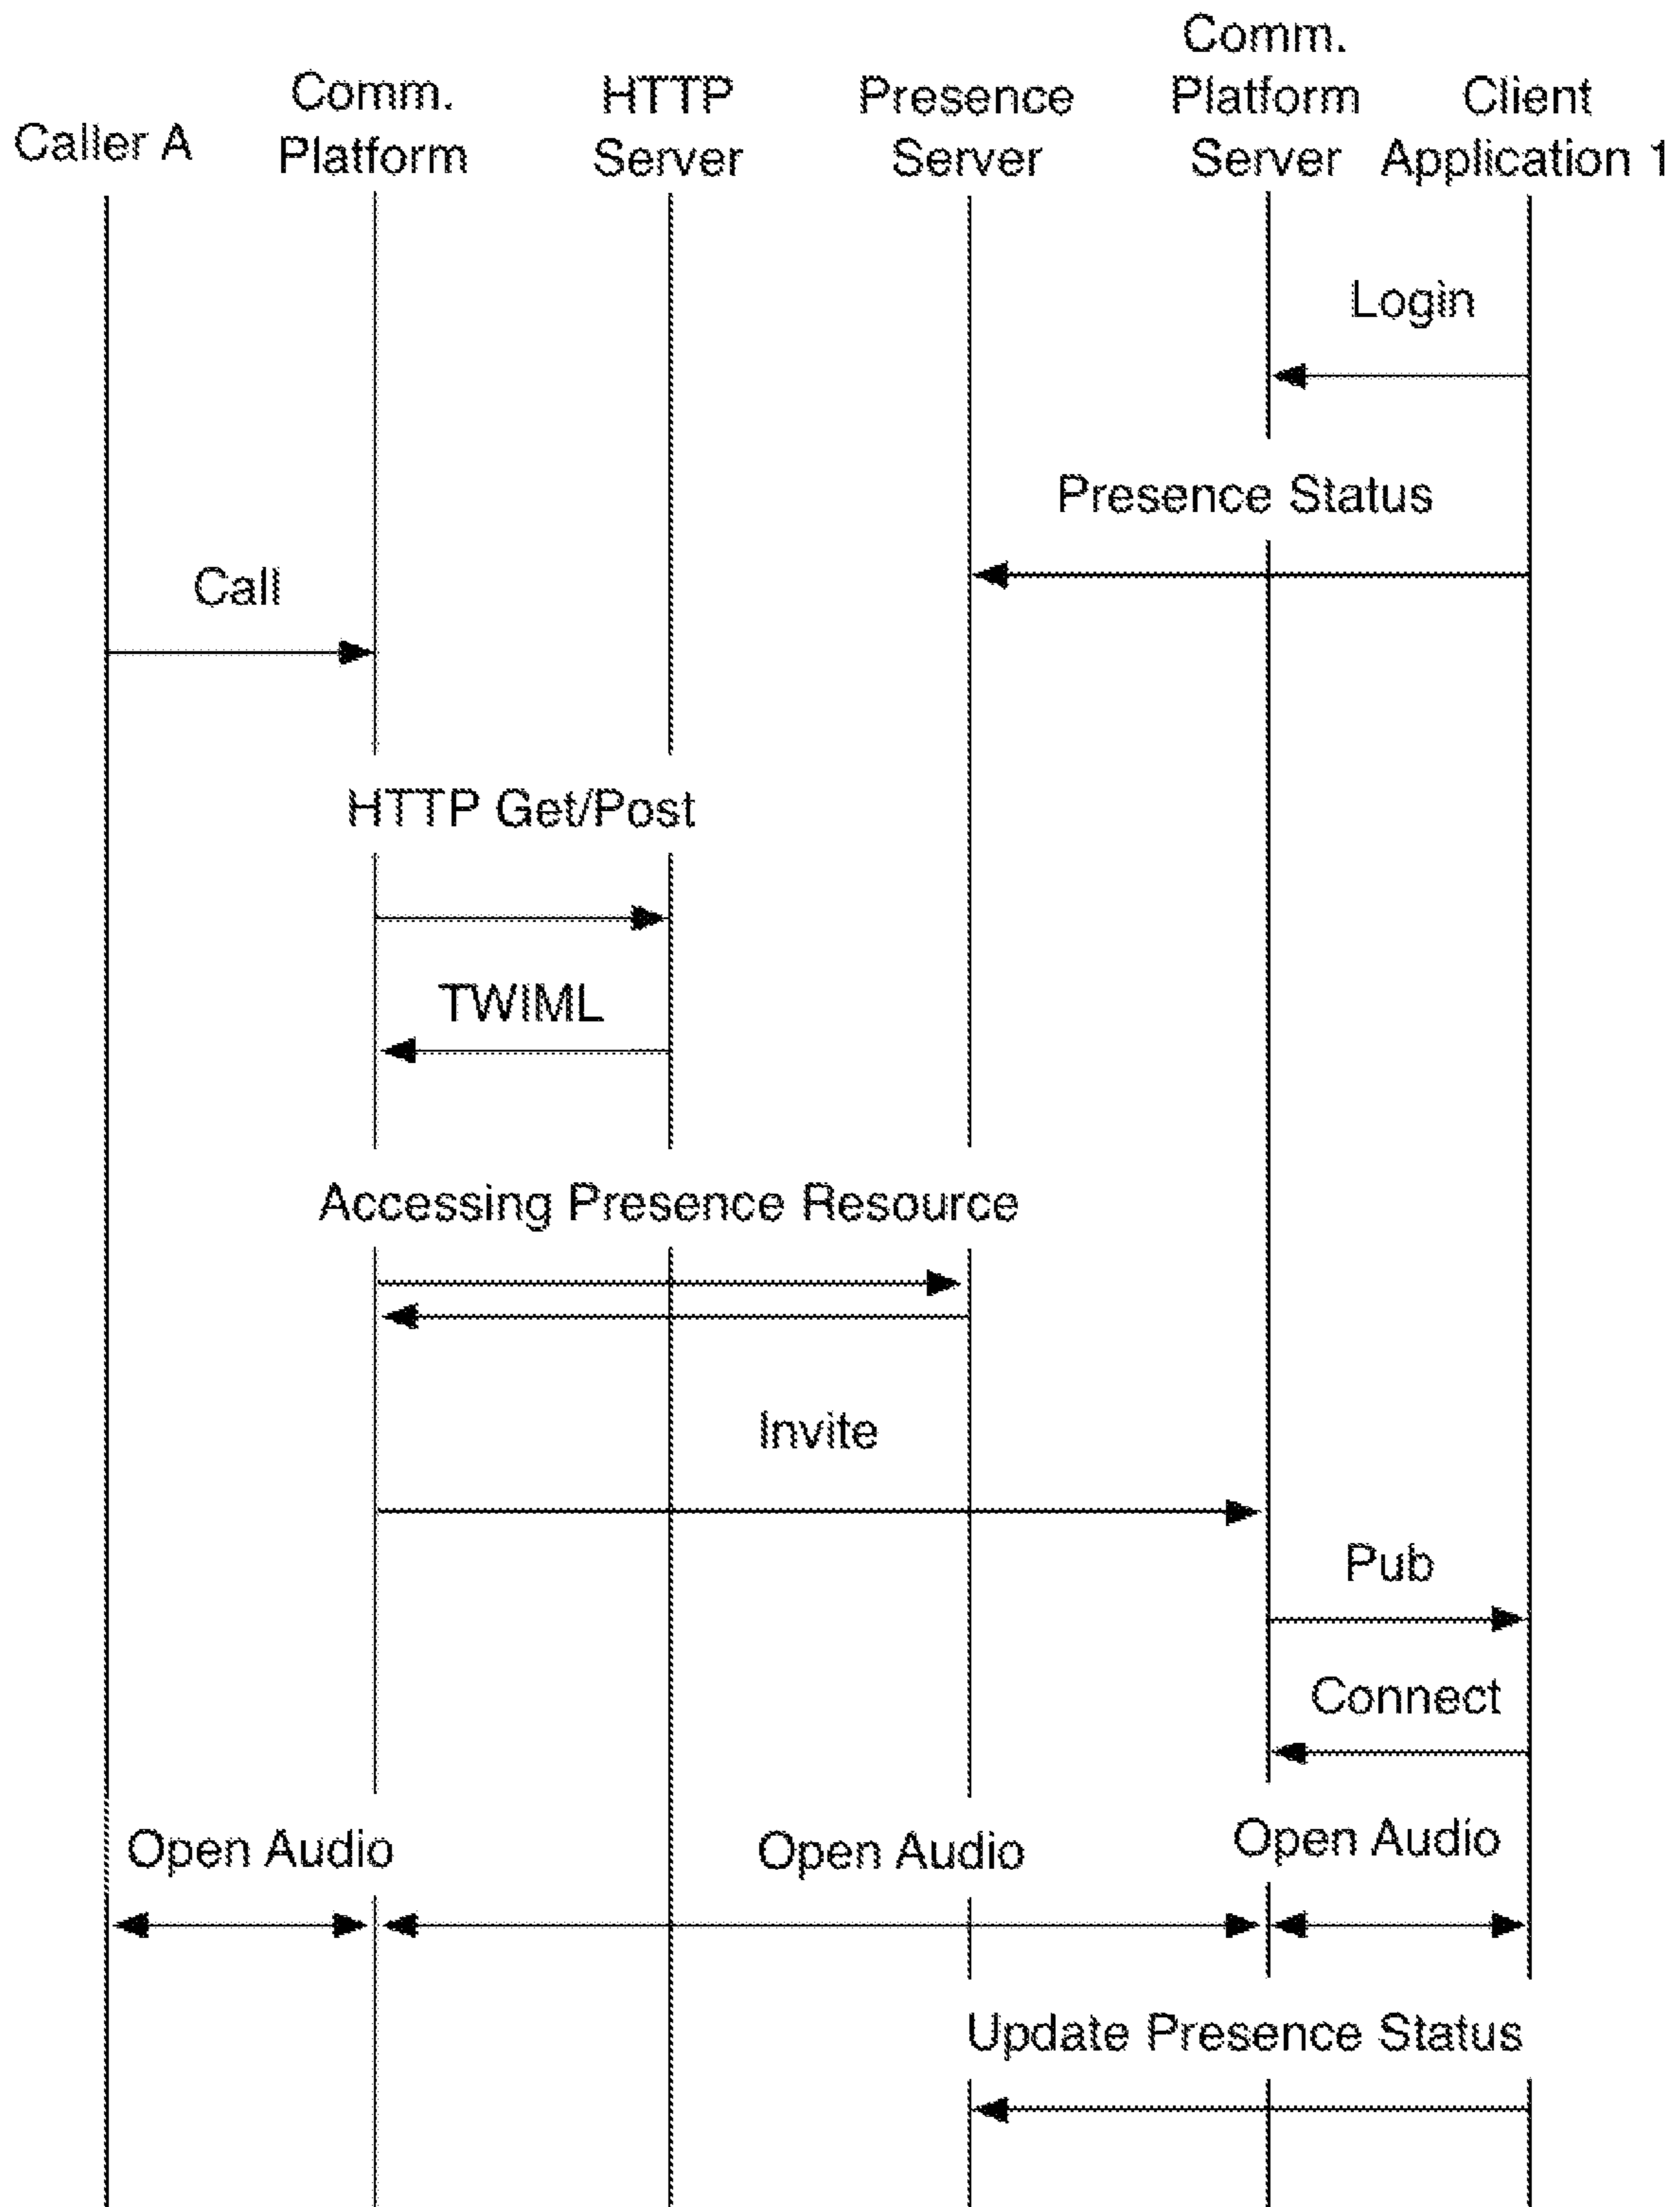 Caller A
Comm.
Platform
HTTP
Server
Presence
Server
Comm.
Platform
Server
Client
Application 1
Login
Presence Status
Call
HTTP Get/Post
TWIML
Accessing Presence Resource
Invite
Pub
Connect
Open Audio
Open Audio
Open Audio
Update Presence Status